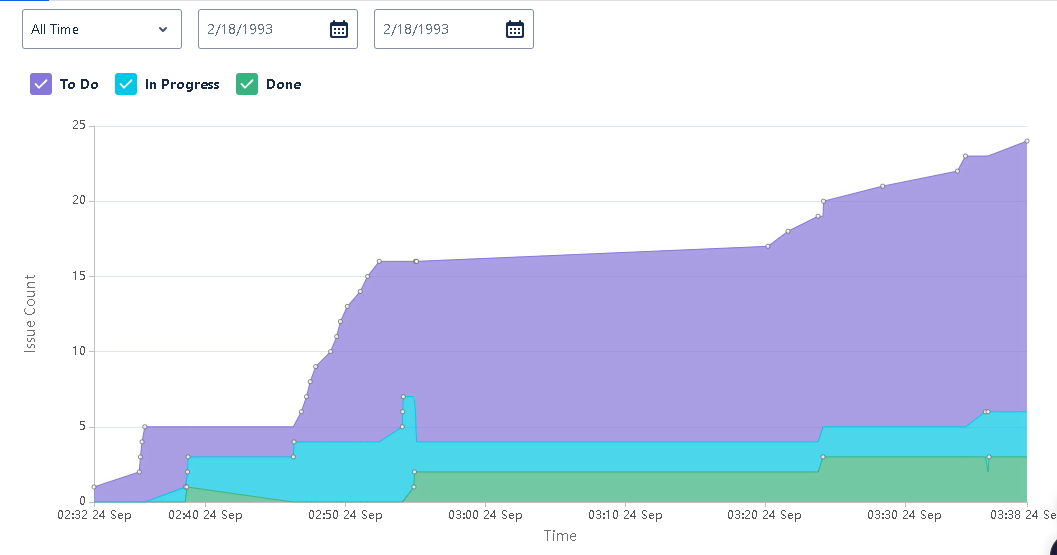 All Time 2/18/1993 2/18/1993
To Do In Progress Done
25
20
15
10
5
0
Issue Count
02:32 24 Sep 02:40 24 Sep 02:50 24 Sep 03:00 24 Sep 03:10 24 Sep 03:20 24 Sep 03:30 24 Sep 03:38 24 Se
Time